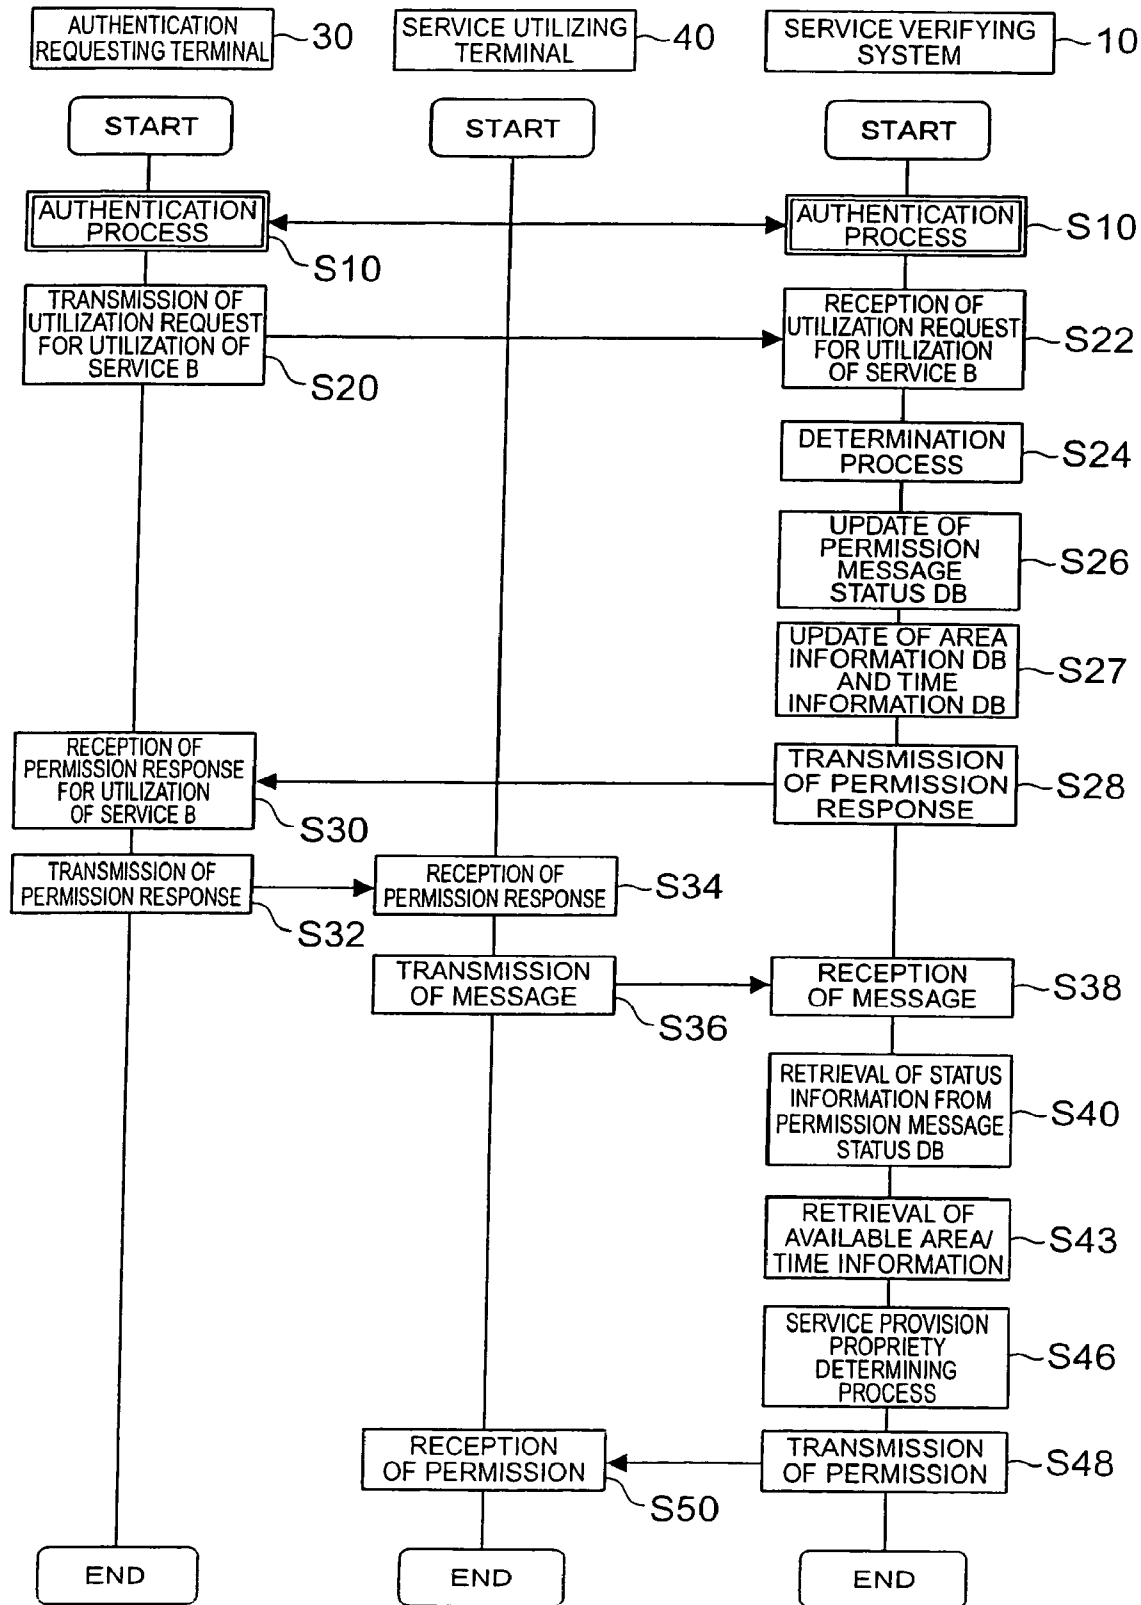 AUTHENTICATION
REQUESTING TERMINAL
30
SERVICE UTILIZING
TERMINAL
40
SERVICE VERIFYING
SYSTEM
10
START
START
START
AUTHENTICATION
PROCESS
S10
AUTHENTICATION
PROCESS
S10
TRANSMISSION OF
UTILIZATION REQUEST
FOR UTILIZATION OF
SERVICE B
S20
RECEPTION OF
UTILIZATION REQUEST
FOR UTILIZATION
OF SERVICE B
S22
DETERMINATION
PROCESS
S24
UPDATE OF
PERMISSION
MESSAGE
STATUS DB
S26
UPDATE OF AREA
INFORMATION DB
AND TIME
INFORMATION DB
S27
RECEPTION OF
PERMISSION RESPONSE
FOR UTILIZATION
OF SERVICE B
S30
TRANSMISSION
OF PERMISSION
RESPONSE
S28
TRANSMISSION OF
PERMISSION RESPONSE
S32
RECEPTION OF
PERMISSION RESPONSE
S34
TRANSMISSION
OF MESSAGE
S36
RECEPTION
OF MESSAGE
S38
RETRIEVAL OF STATUS
INFORMATION FROM
PERMISSION MESSAGE
STATUS DB
S40
RETRIEVAL OF
AVAILABLE AREA/
TIME INFORMATION
S43
SERVICE PROVISION
PROPRIETY
DETERMINING
PROCESS
S46
RECEPTION
OF PERMISSION
S50
TRANSMISSION
OF PERMISSION
S48
END
END
END